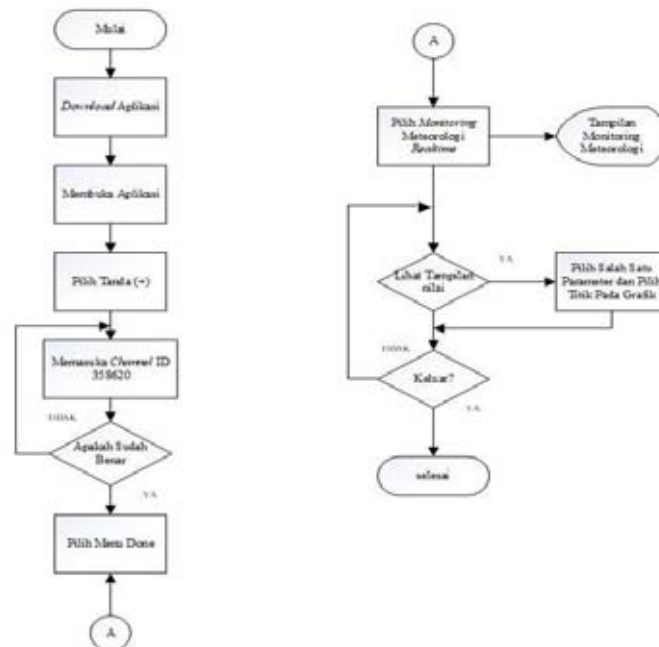 Mulai
Download Aplikasi
Membuka Aplikasi
Pilih Tanda (+)
Memasuka Channel ID
358620
TIDAK
Apakah Sudah
Benar
YA
Pilih Menu Done
A
A
Pilih Monitoring
Meteorologi
Realtime
Tampilan
Monitoring
Meteorologi
Lihat Tampilan
nilai
YA
Pilih Salah Satu
Parameter dan Pilih
Titik Pada Grafik
TIDAK
Keluar?
YA
selesai